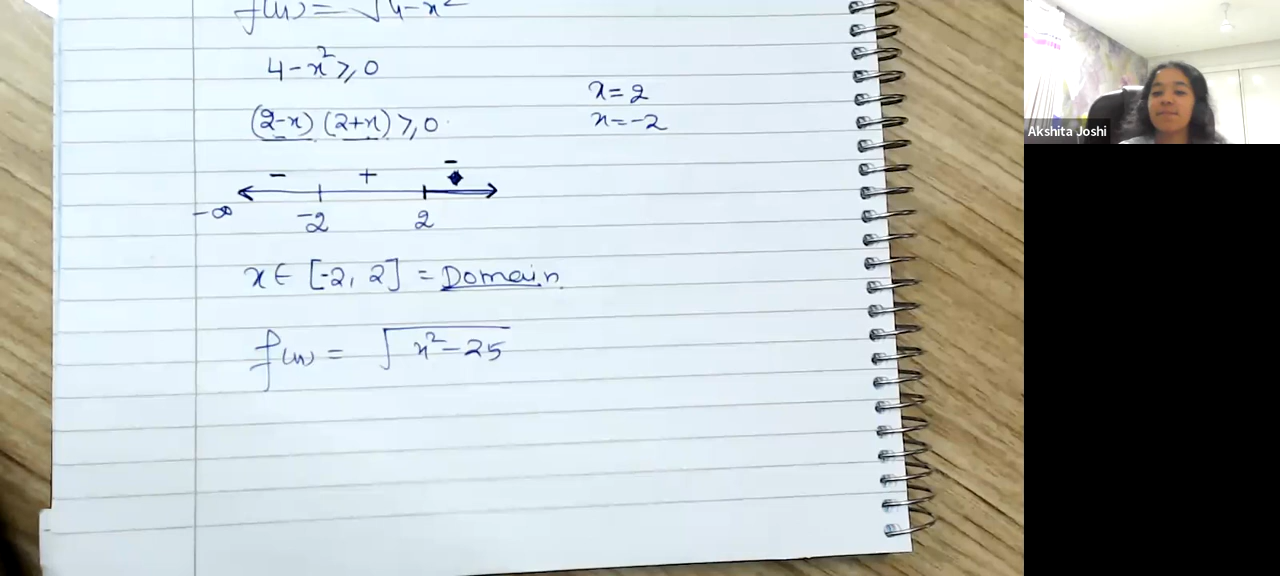 f(x) = √4-x²
4-x² ≥ 0
x = 2
(2-x) (2+x) ≥ 0
x = -2
- + -
-∞ -2 2
x ∈ [-2, 2] = Domain
f(x) = √x²-25
Akshita Joshi